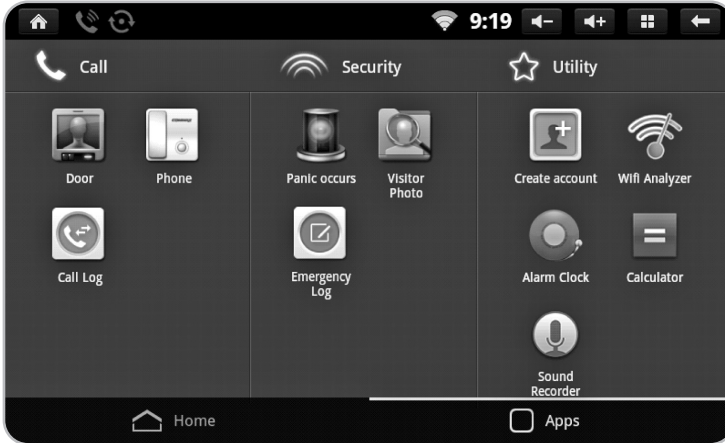 9:19
Call
Security
Utility
Door
Phone
Panic occurs
Visitor
Photo
Create account
Wifi Analyzer
Call Log
Emergency
Log
Alarm Clock
Calculator
Sound
Recorder
Home
Apps